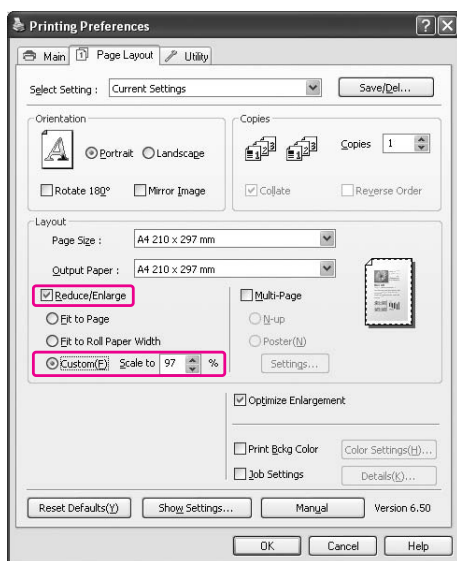 Printing Preferences
Main Page Layout Utility
Select Setting : Current Settings Save/Del...
Orientation
A
Portrait Landscape
Rotate 180° Mirror Image
Copies
Copies 1
Collate Reverse Order
Layout
Page Size : A4 210 x 297 mm
Output Paper : A4 210 x 297 mm
Reduce/Enlarge
Fit to Page
Fit to Roll Paper Width
Custom(F) Scale to 97 %
Multi-Page
N-up
Poster(N)
Settings...
Optimize Enlargement
Print Bckg Color Color Settings(H)...
Job Settings Details(K)...
Reset Defaults(Y) Show Settings... Manual Version 6.50
OK Cancel Help